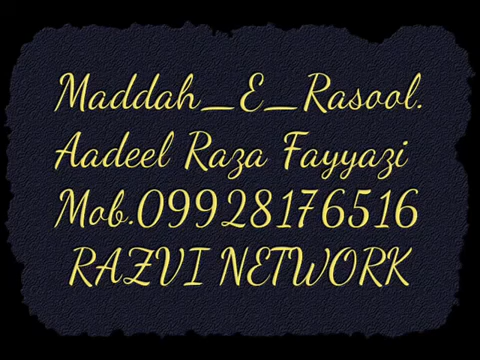 Maddah_E_Rasool.
Aadeel Raza Fayyazi
Mob.09928176516
RAZVI NETWORK